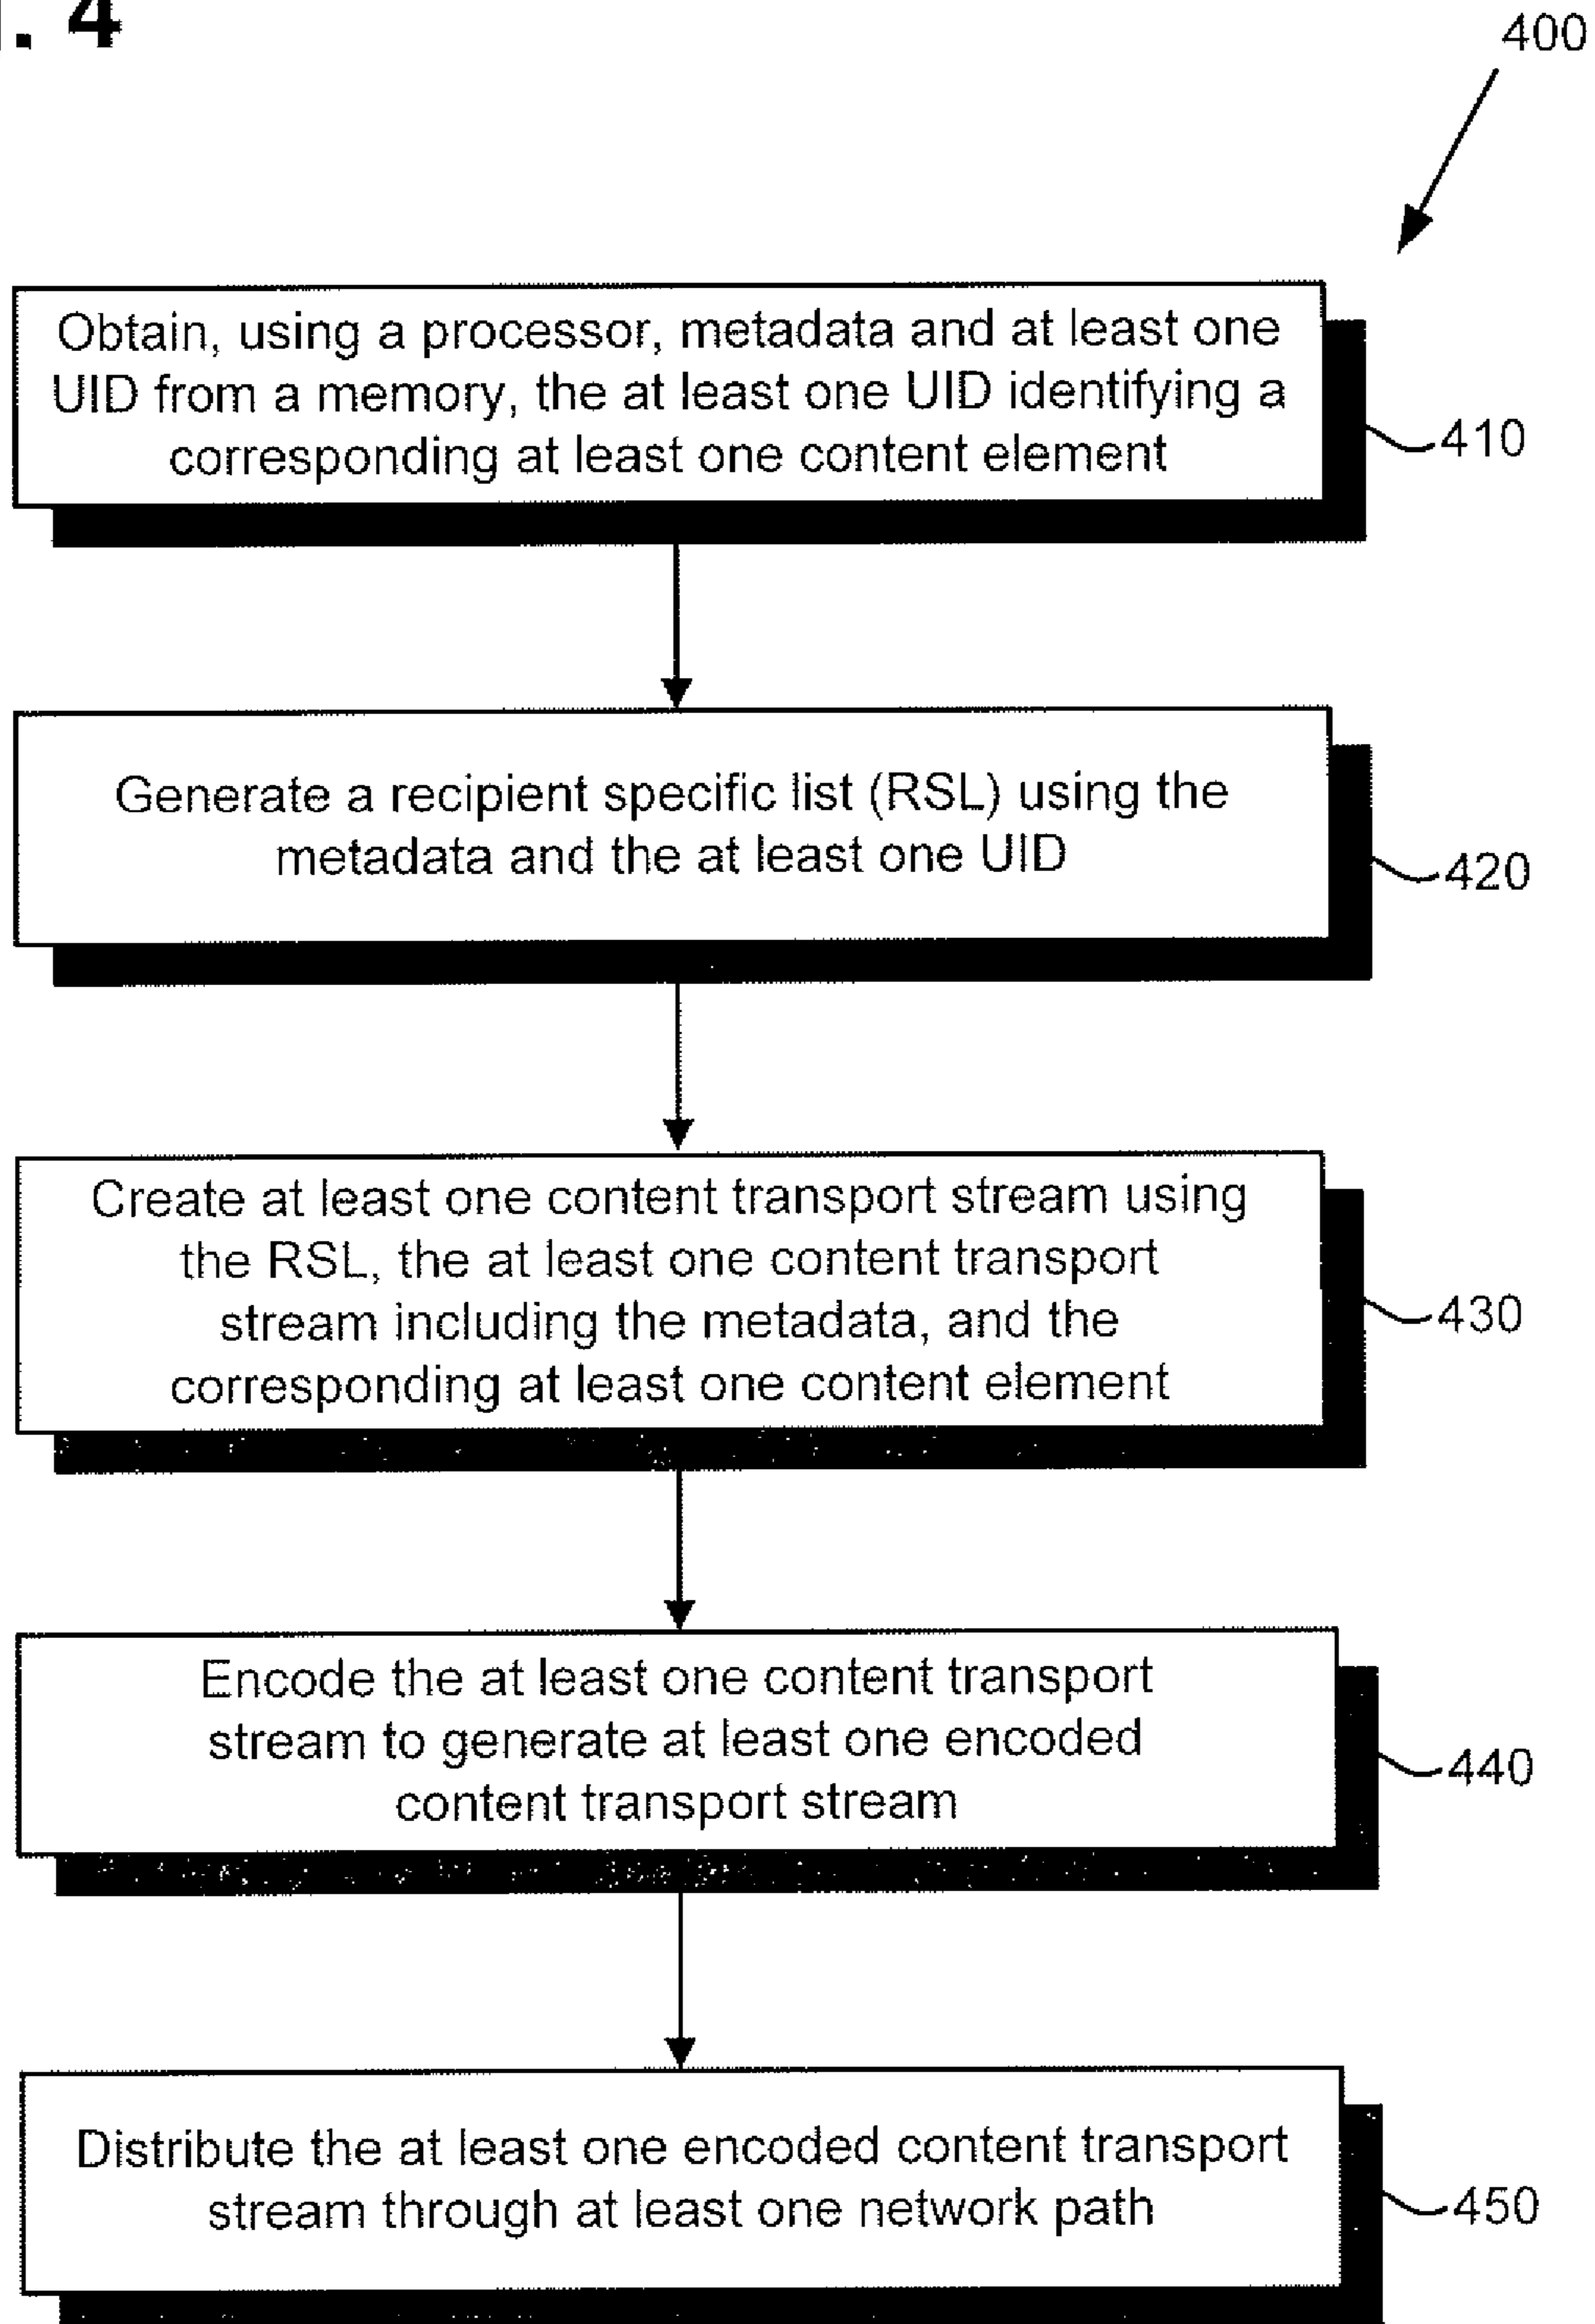 . 4
400
Obtain, using a processor, metadata and at least one
UID from a memory, the at least one UID identifying a
corresponding at least one content element
410
Generate a recipient specific list (RSL) using the
metadata and the at least one UID
420
Create at least one content transport stream using
the RSL, the at least one content transport
stream including the metadata, and the
corresponding at least one content element
430
Encode the at least one content transport
stream to generate at least one encoded
content transport stream
440
Distribute the at least one encoded content transport
stream through at least one network path
450